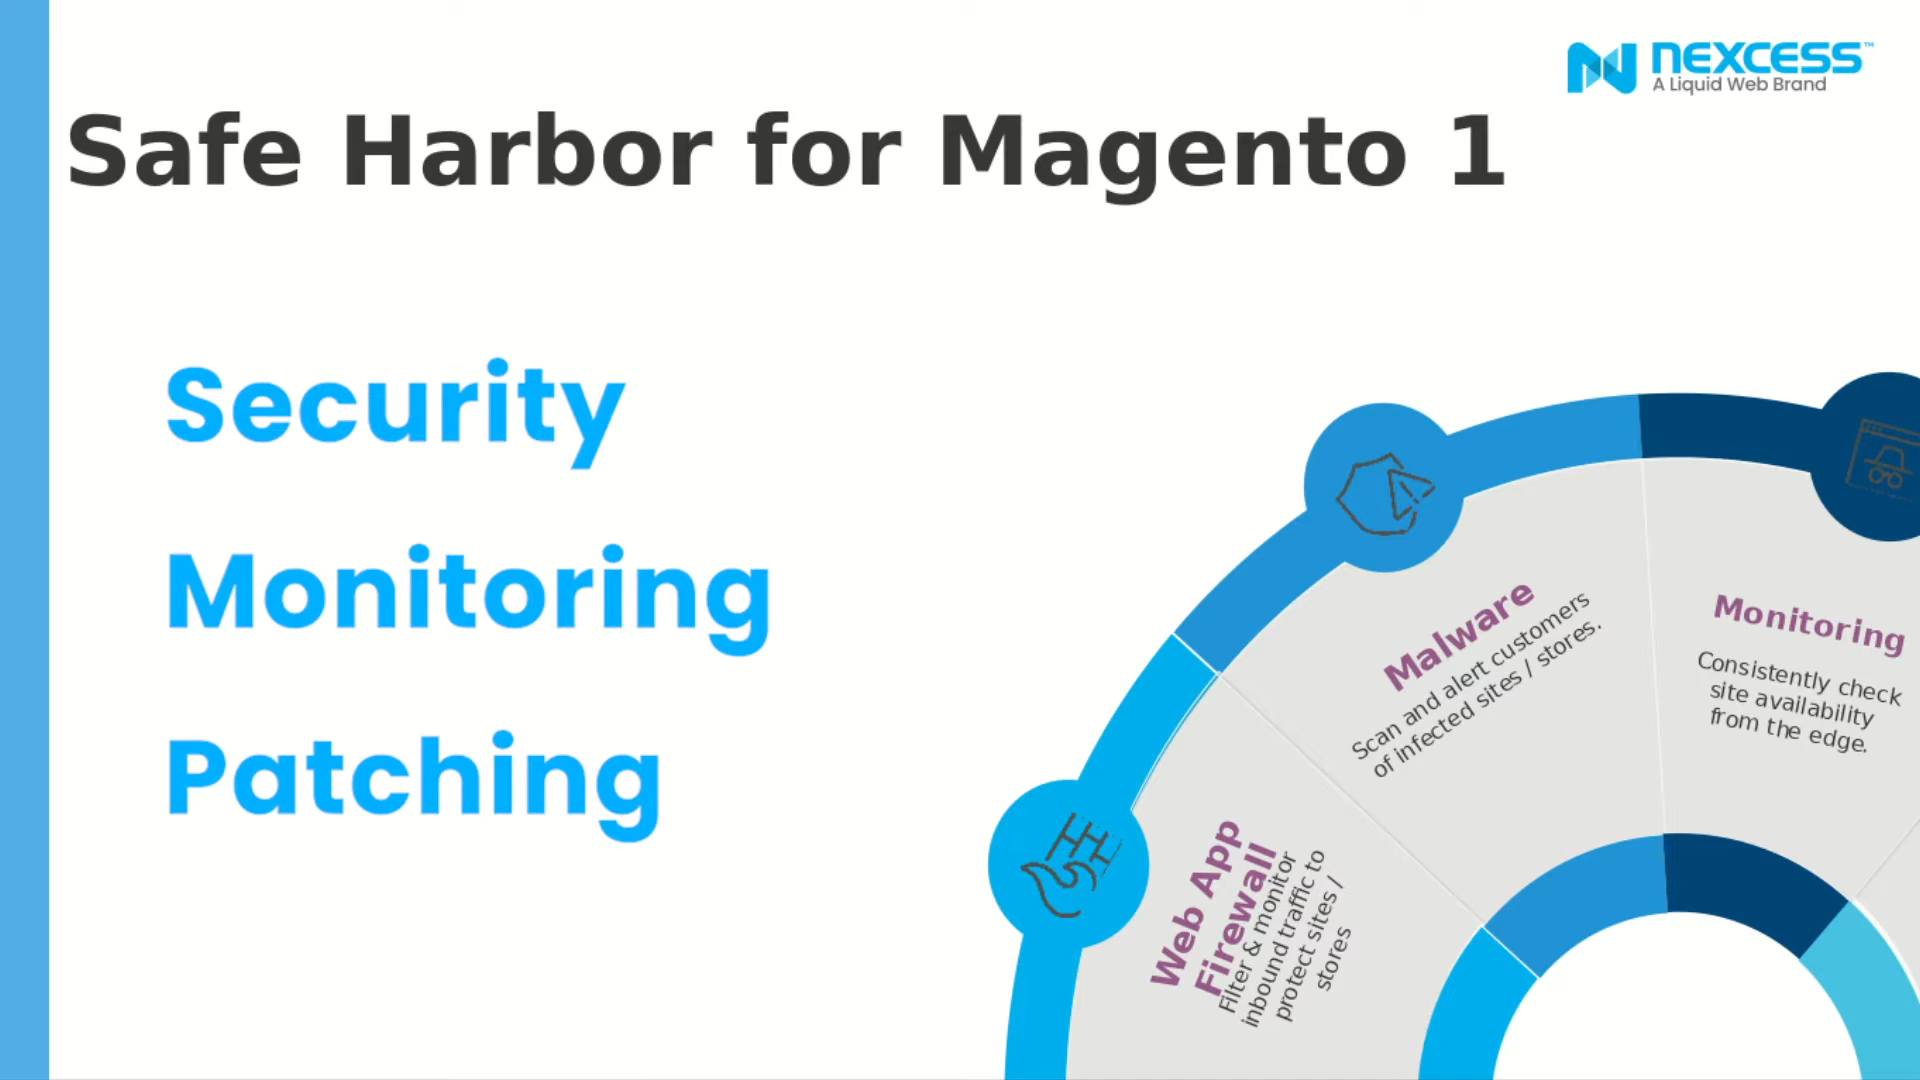 nexcess™
A Liquid Web Brand
Safe Harbor for Magento 1
Security
Monitoring
Patching
Web App
Firewall
Filter & monitor
inbound traffic to
protect sites /
stores
Malware
Scan and alert customers
of infected sites / stores.
Monitoring
Consistently check
site availability
from the edge.